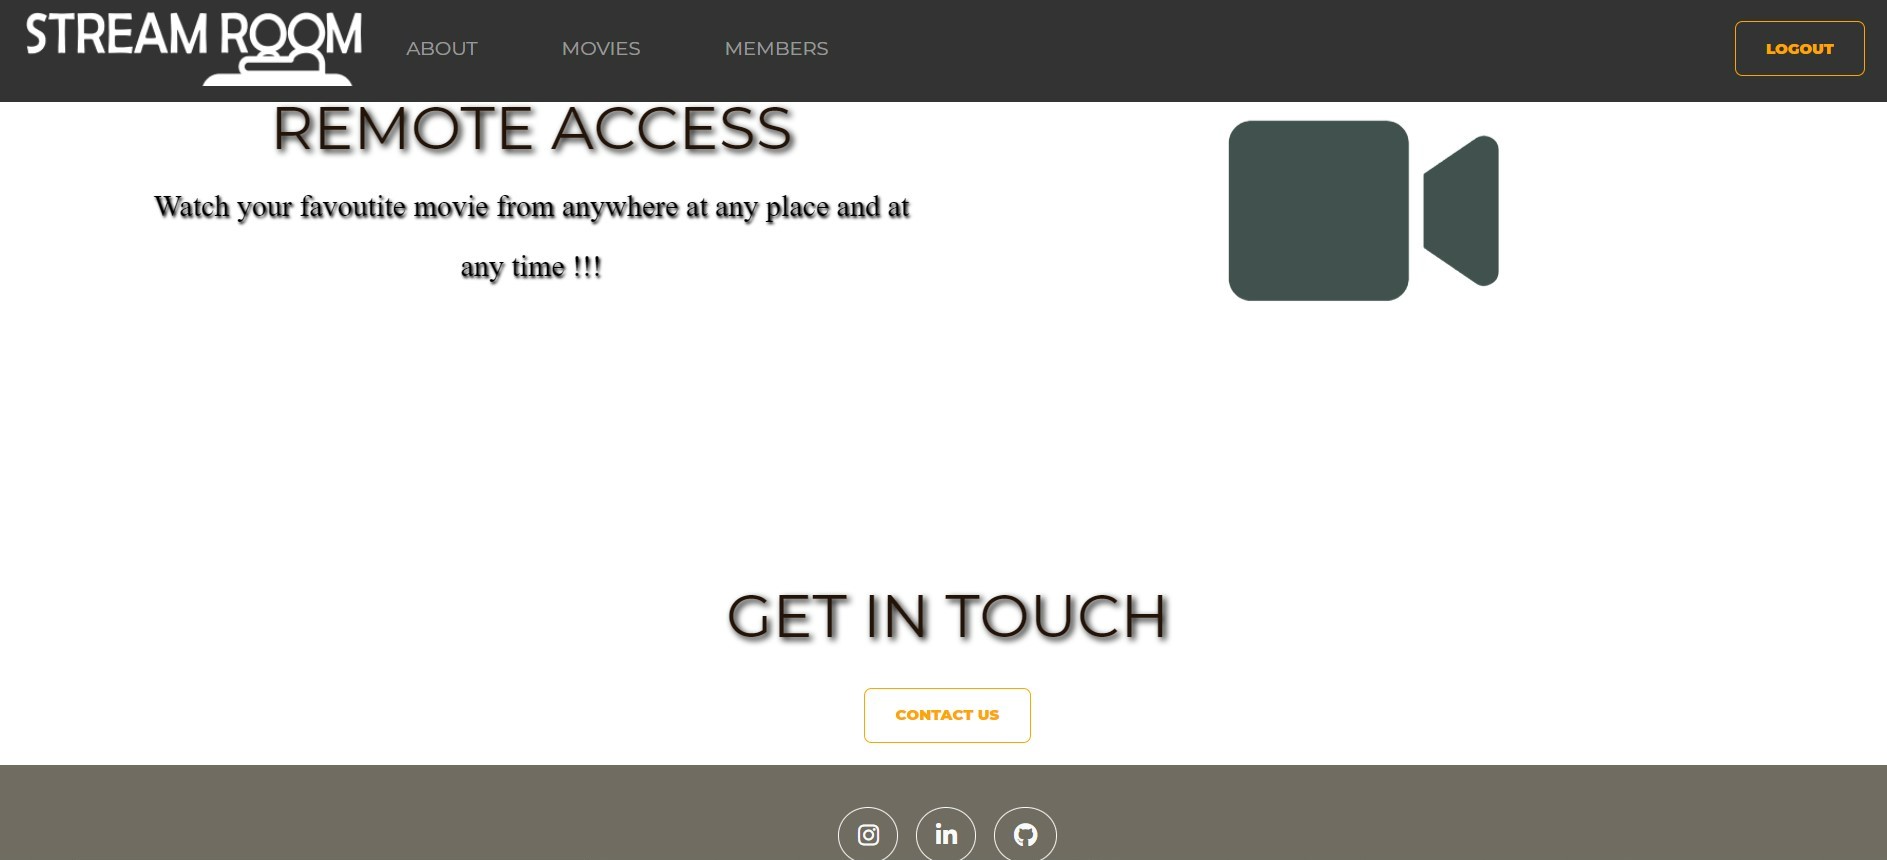 STREAM ROOM
ABOUT MOVIES MEMBERS
LOGOUT
REMOTE ACCESS
Watch your favoutite movie from anywhere at any place and at
any time !!!
GET IN TOUCH
CONTACT US
in